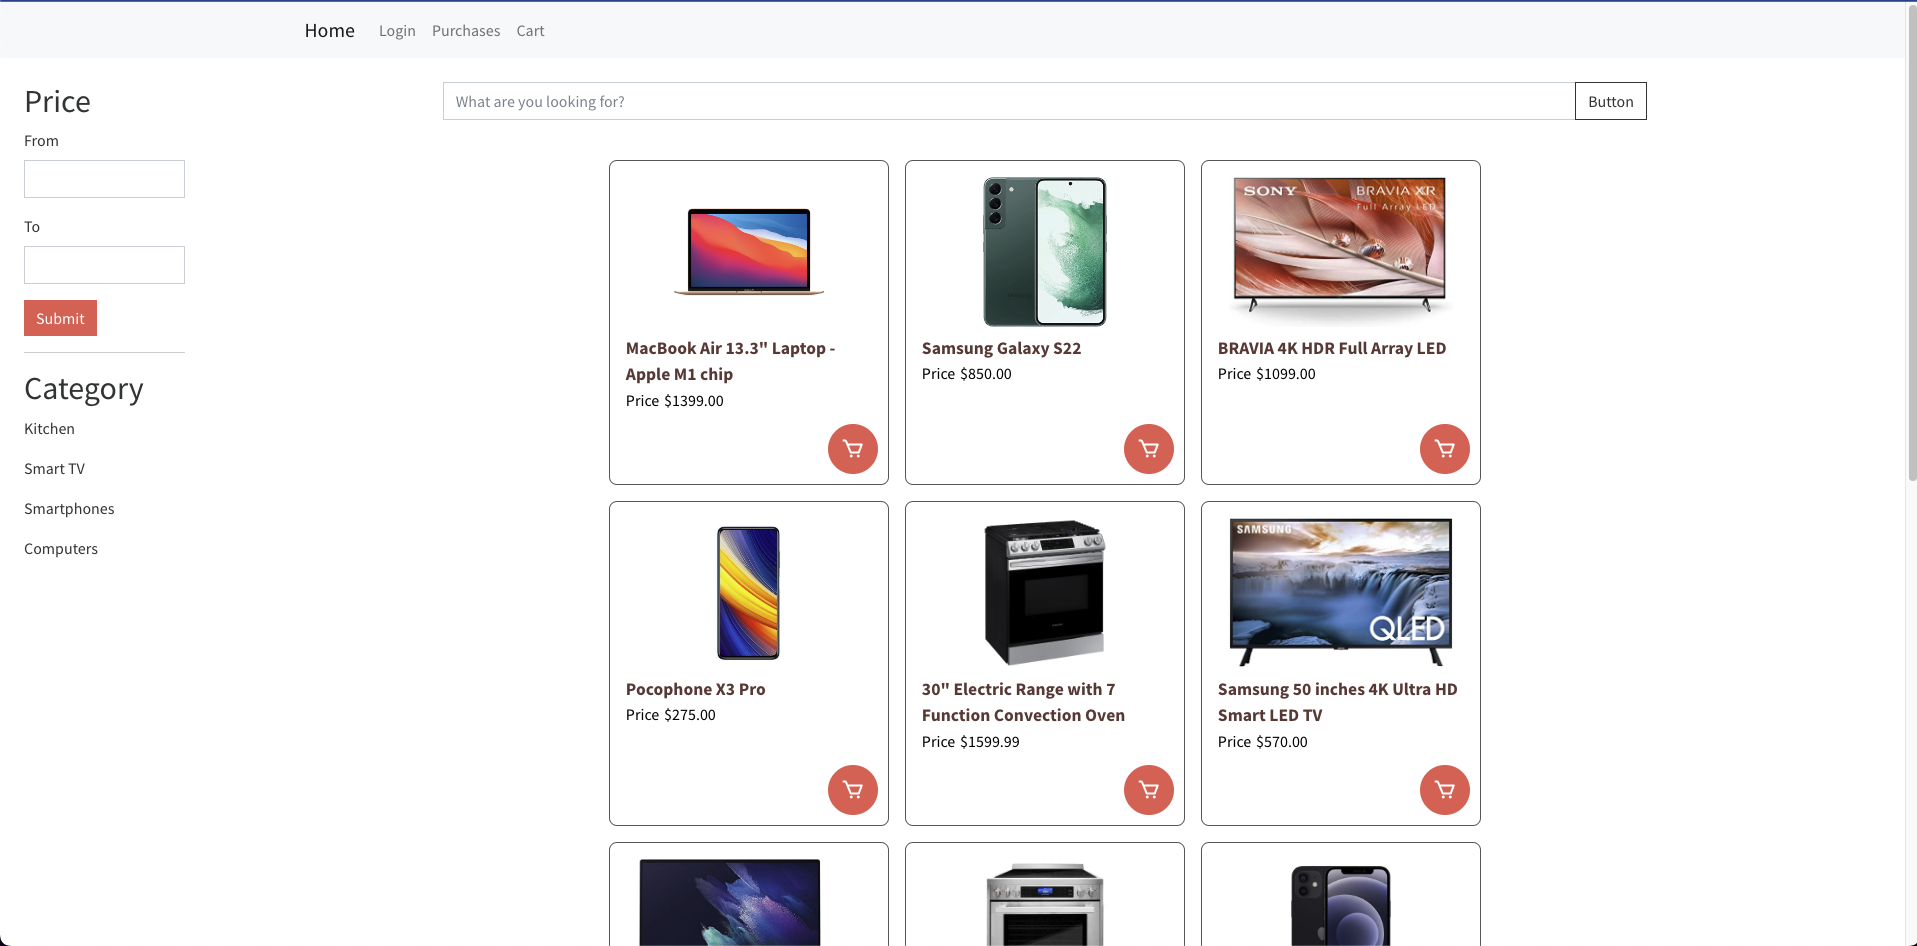 Home Login Purchases Cart
Price
From
To
Submit
Category
Kitchen
Smart TV
Smartphones
Computers
What are you looking for? Button
SONY BRAVIA XR
Full Array LED
MacBook Air 13.3" Laptop -
Apple M1 chip
Price $1399.00
Samsung Galaxy S22
Price $850.00
BRAVIA 4K HDR Full Array LED
Price $1099.00
SAMSUNG
QLED
Pocophone X3 Pro
Price $275.00
30" Electric Range with 7
Function Convection Oven
Price $1599.99
Samsung 50 inches 4K Ultra HD
Smart LED TV
Price $570.00